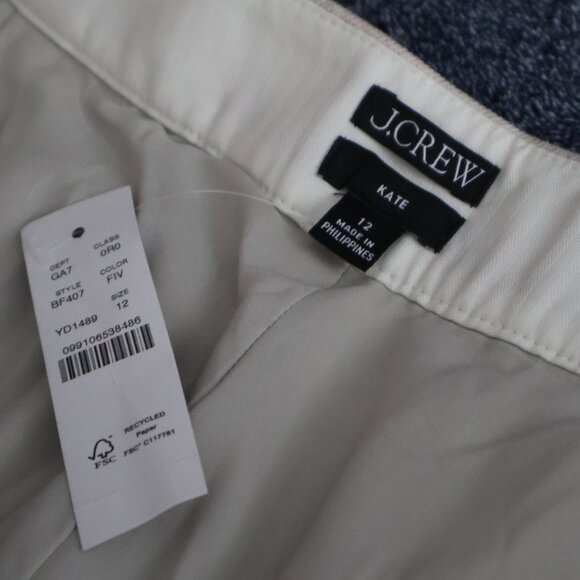 J.CREW
KATE
12
MADE IN
PHILIPPINES
DEPT CLASS
GA7 0R0
STYLE COLOR
BF407 FIV
SIZE
YD1489 12
099106538486
RECYCLED
Paper
FSC™ C117781
FSC